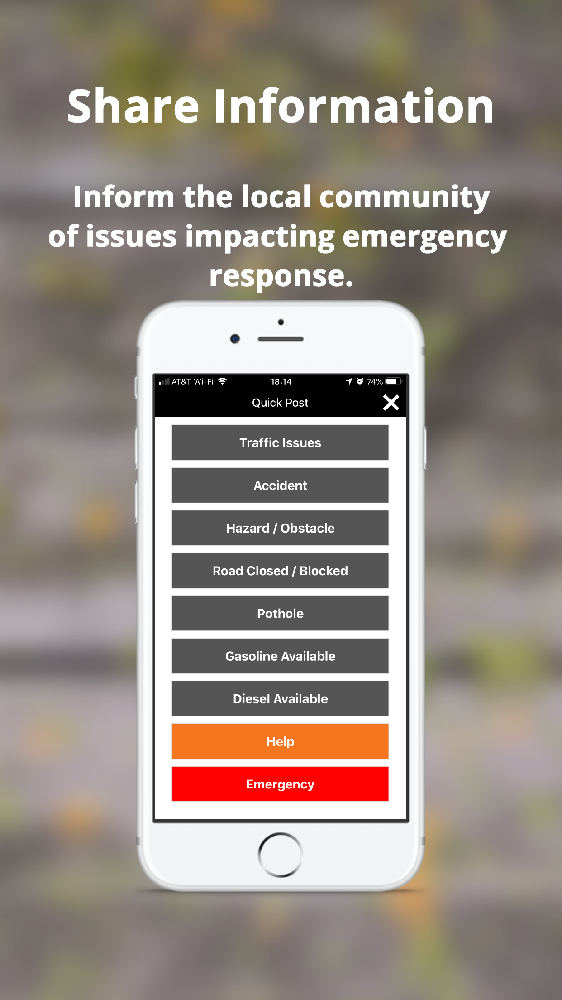 Share Information
Inform the local community
of issues impacting emergency
response.
AT&T Wi-Fi 18:14 74%
Quick Post
Traffic Issues
Accident
Hazard / Obstacle
Road Closed / Blocked
Pothole
Gasoline Available
Diesel Available
Help
Emergency